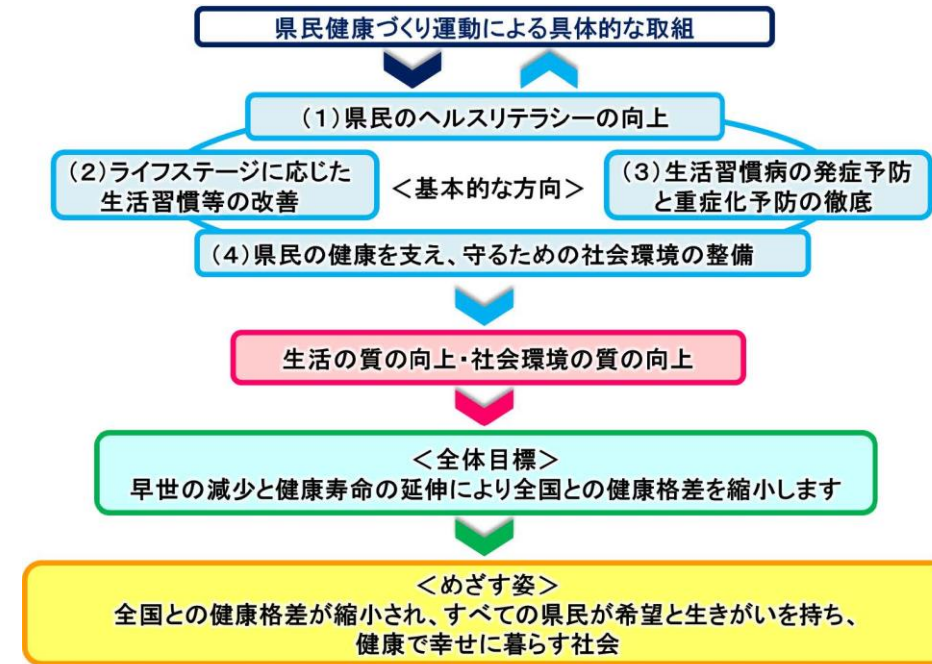 県民健康づくり運動による具体的な取組
（１）県民のヘルスリテラシーの向上
（２）ライフステージに応じた
生活習慣等の改善
＜基本的な方向＞
（３）生活習慣病の発症予防
と重症化予防の徹底
（４）県民の健康を支え、守るための社会環境の整備
生活の質の向上・社会環境の質の向上
＜全体目標＞
早世の減少と健康寿命の延伸により全国との健康格差を縮小します
＜めざす姿＞
全国との健康格差が縮小され、すべての県民が希望と生きがいを持ち、
健康で幸せに暮らす社会